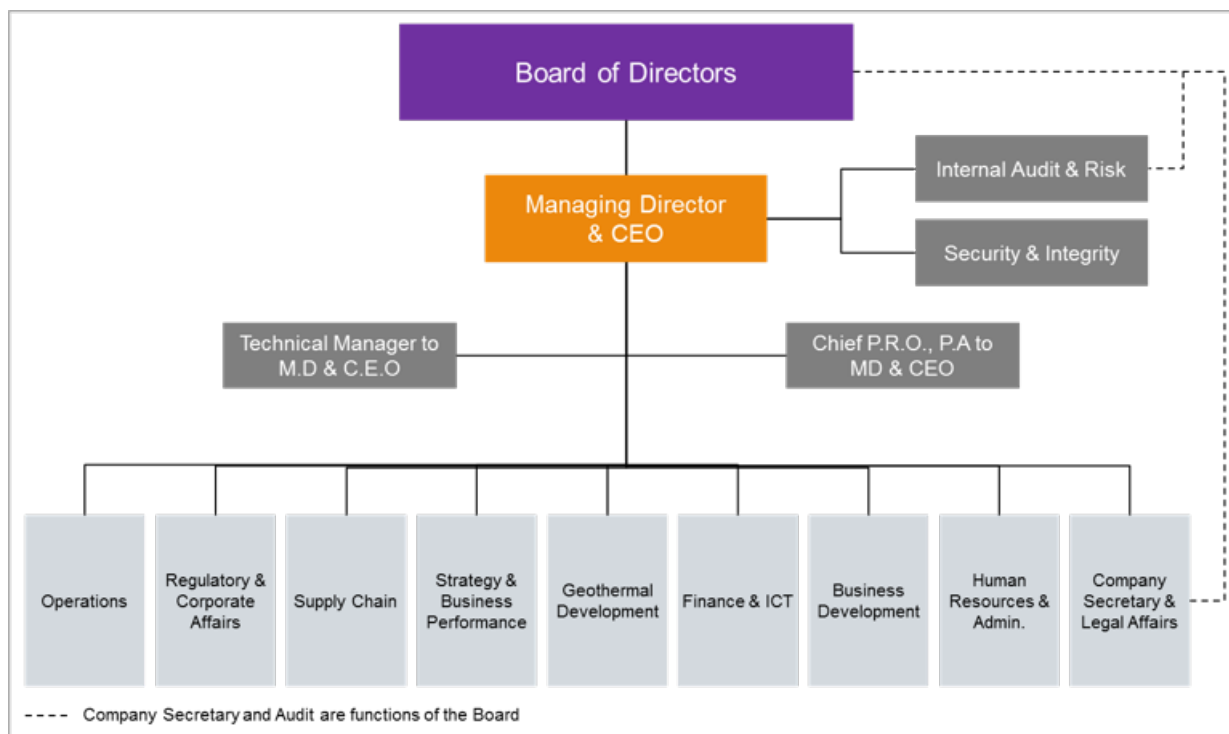 Board of Directors
Internal Audit & Risk
Managing Director
& CEO
Security & Integrity
Technical Manager to
M.D & C.E.O
Chief P.R.O., P.A to
MD & CEO
Operations
Regulatory &
Corporate
Affairs
Supply Chain
Strategy &
Business
Performance
Geothermal
Development
Finance & ICT
Business
Development
Human
Resources &
Admin.
Company
Secretary &
Legal Affairs
Company Secretary and Audit are functions of the Board